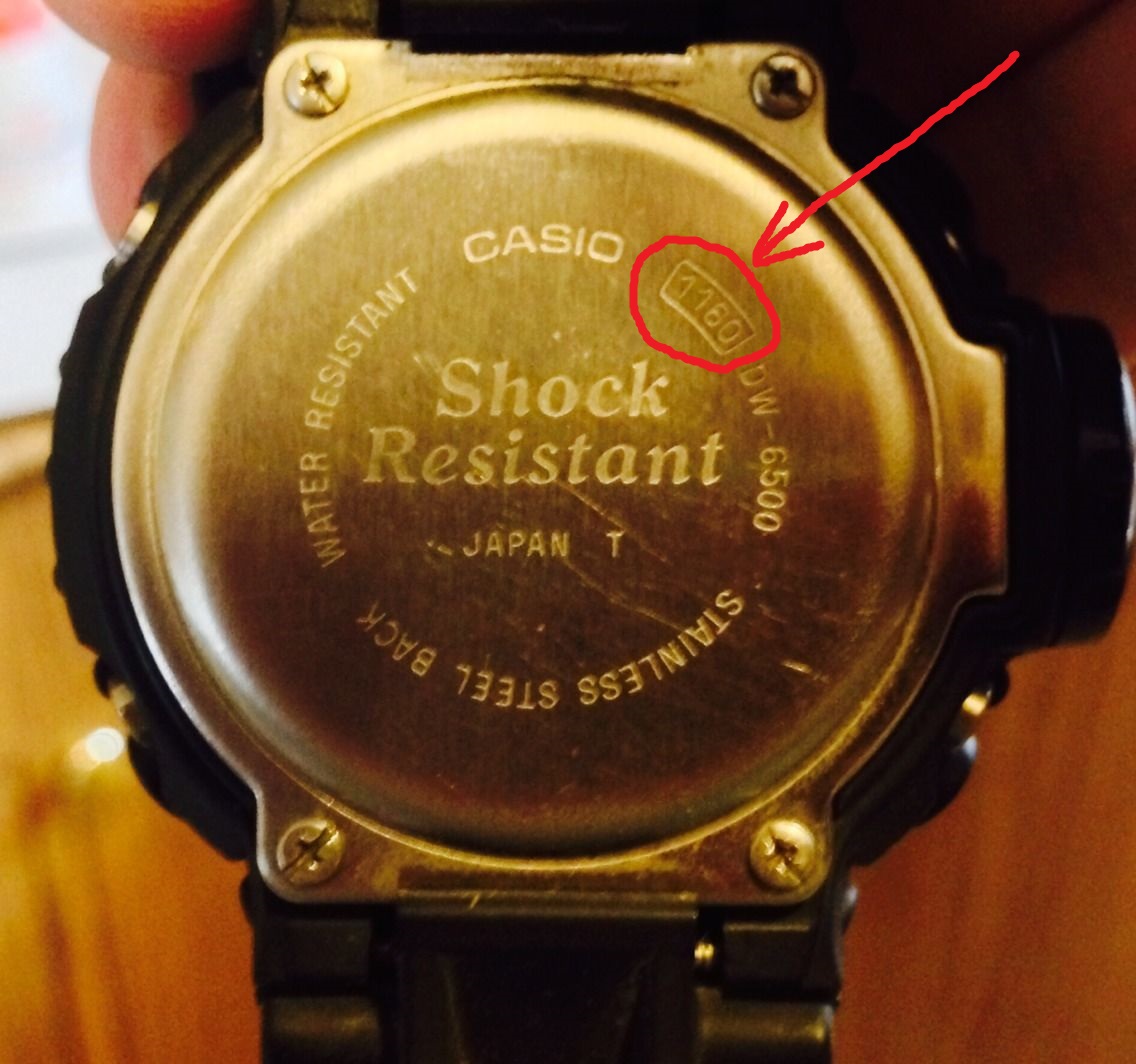 CASIO
1160
DW-6500
WATER RESISTANT
Shock
Resistant
JAPAN T
STAINLESS STEEL BACK